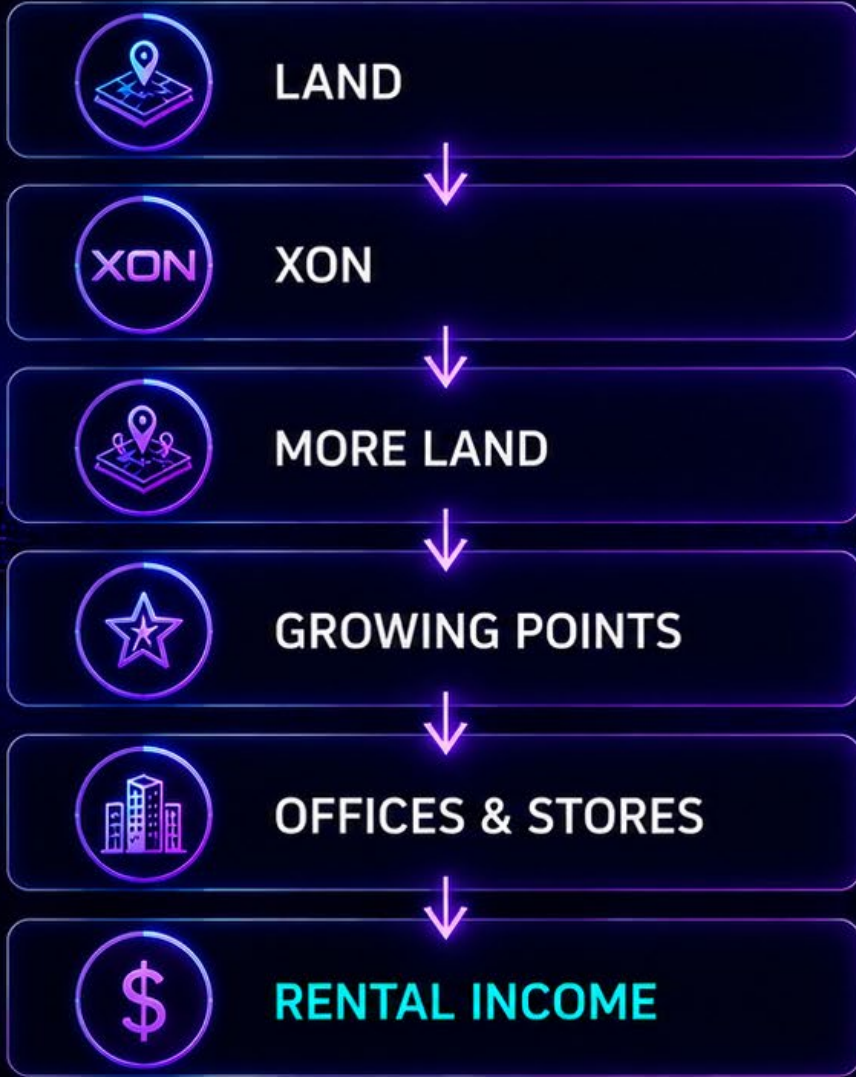 LAND
XON
XON
MORE LAND
GROWING POINTS
OFFICES & STORES
$
RENTAL INCOME